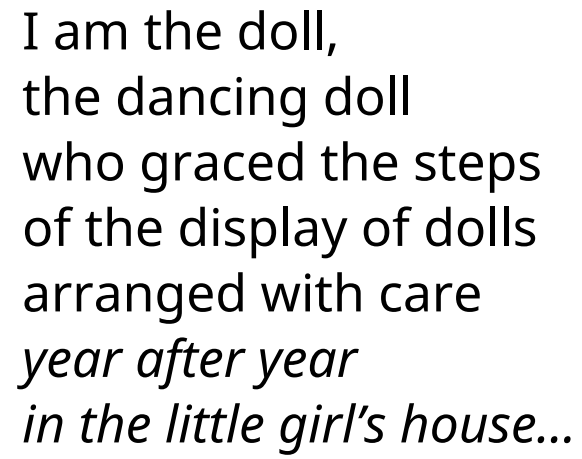 I am the doll,
the dancing doll
who graced the steps
of the display of dolls
arranged with care
year after year
in the little girl’s house...